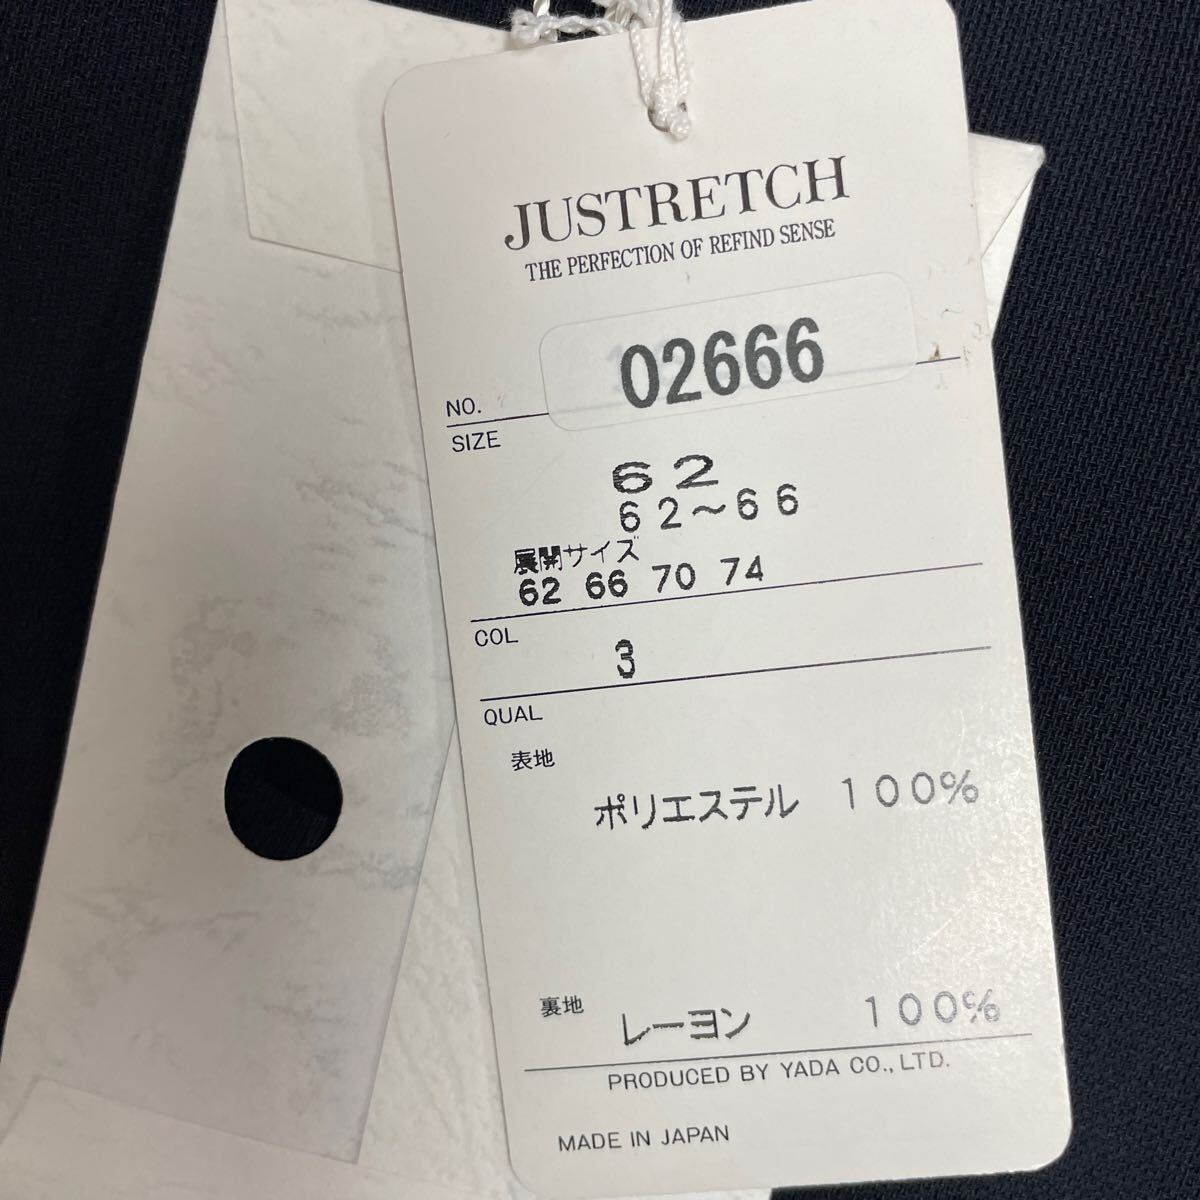 JUSTRETCH
THE PERFECTION OF REFIND SENSE
NO. 02666
SIZE
62
62～66
展開サイズ
62 66 70 74
COL
3
QUAL
表地
ポリエステル 100%
裏地
レーヨン 100%
PRODUCED BY YADA CO., LTD.
MADE IN JAPAN